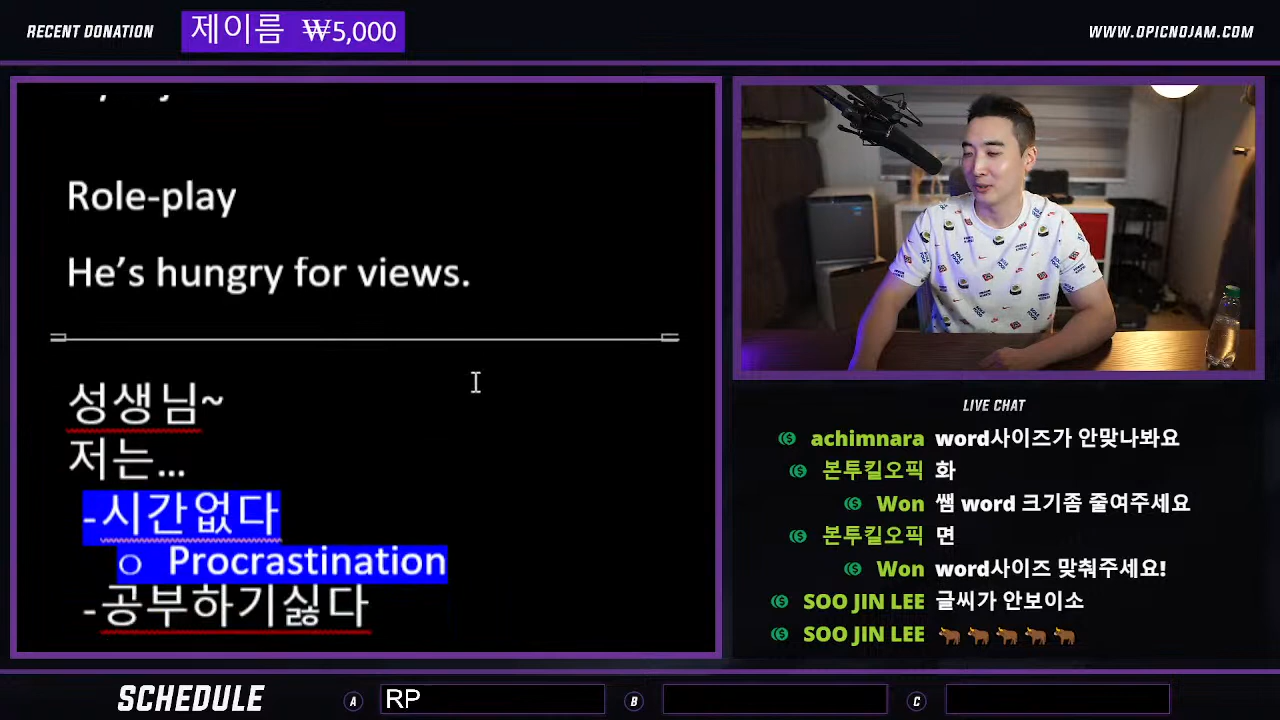 RECENT DONATION
제이름 ₩5,000
WWW.OPICNOJAM.COM
Role-play
He’s hungry for views.
성생님~
저는...
-시간없다
o Procrastination
-공부하기싫다
LIVE CHAT
achimnara word사이즈가 안맞나봐요
본투킬오픽 화
Won 쌤 word 크기좀 줄여주세요
본투킬오픽 면
Won word사이즈 맞춰주세요!
SOO JIN LEE 글씨가 안보이소
SOO JIN LEE 🐂🐂🐂🐂🐂
SCHEDULE A RP B C